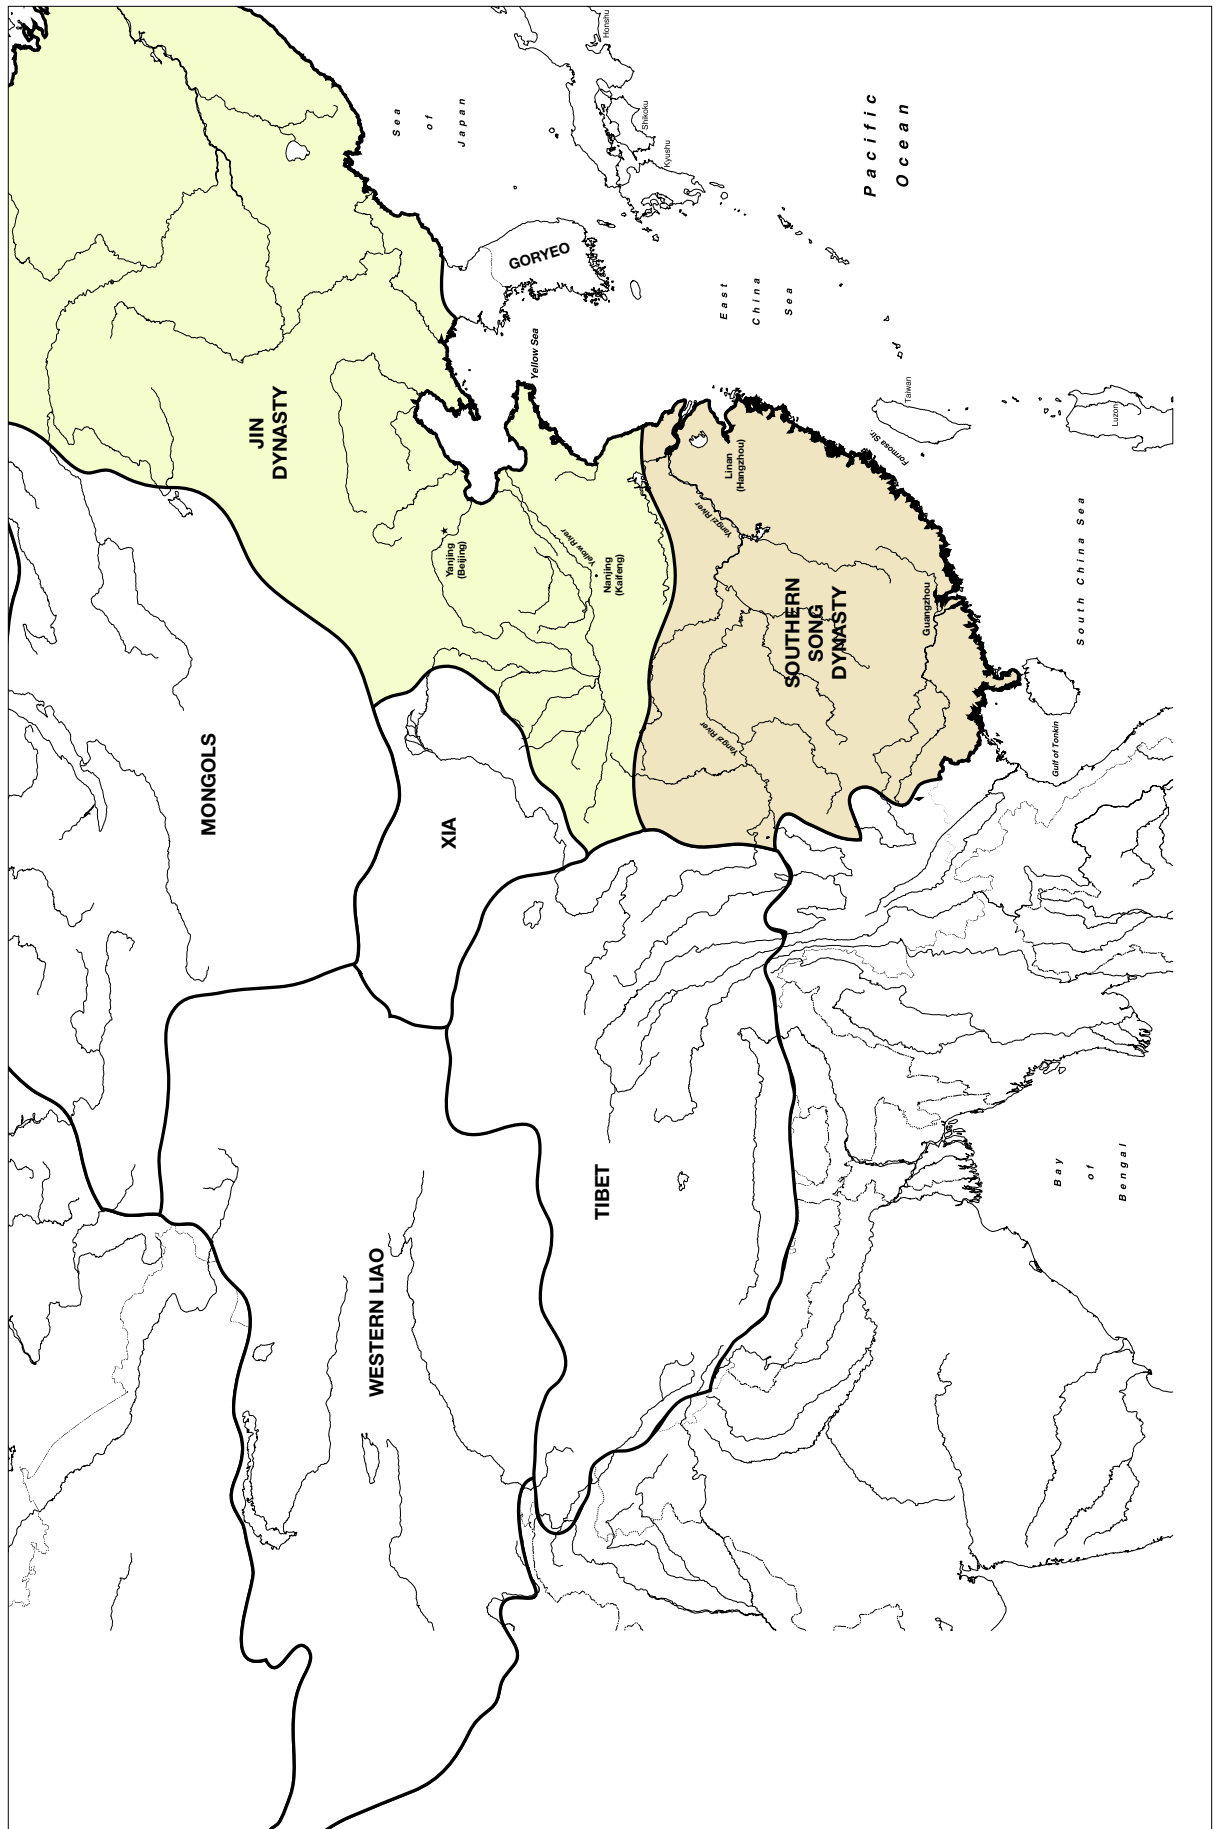 JIN
DYNASTY
MONGOLS
XIA
WESTERN LIAO
TIBET
SOUTHERN
SONG
DYNASTY
GORYEO
Yanjing
(Beijing)
Nanjing
(Kaifeng)
Linan
(Hangzhou)
Guangzhou
Yellow River
Yangzi River
Yangzi River
Sea
of
Japan
Honshu
Shikoku
Kyushu
Pacific
Ocean
Yellow Sea
East
China
Sea
Taiwan
Formosa Str.
Luzon
South China Sea
Gulf of Tonkin
Bay
of
Bengal